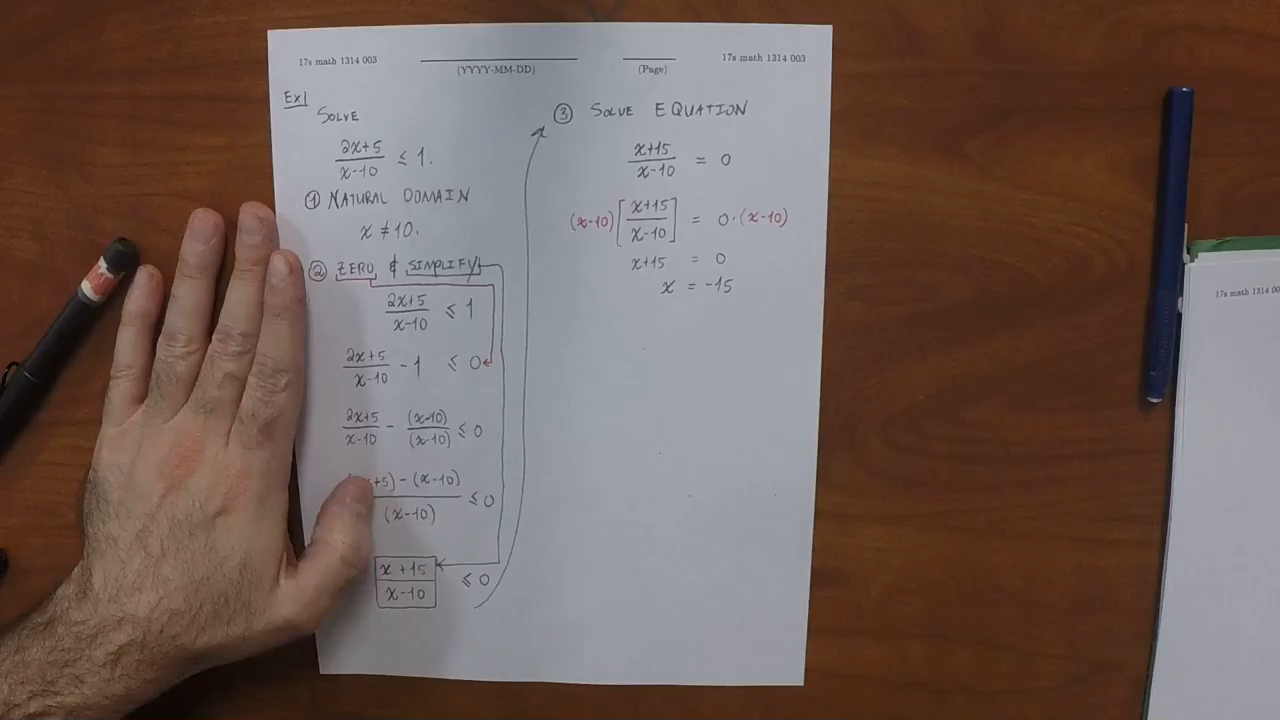 17s math 1314 003
(YYYY-MM-DD)
(Page)
17s math 1314 003
Ex1
SOLVE
2x+5
x-10
≤ 1.
① NATURAL DOMAIN
x ≠ 10.
② ZERO & SIMPLIFY
2x+5
x-10
≤ 1
2x+5
x-10
- 1 ≤ 0
2x+5
x-10
-
(x-10)
(x-10)
≤ 0
+5) - (x-10)
(x-10)
≤ 0
x + 15
x-10
≤ 0
③ SOLVE EQUATION
x+15
x-10
= 0
(x-10)
[
x+15
x-10
]
= 0·(x-10)
x+15 = 0
x = -15
17s math 1314 00